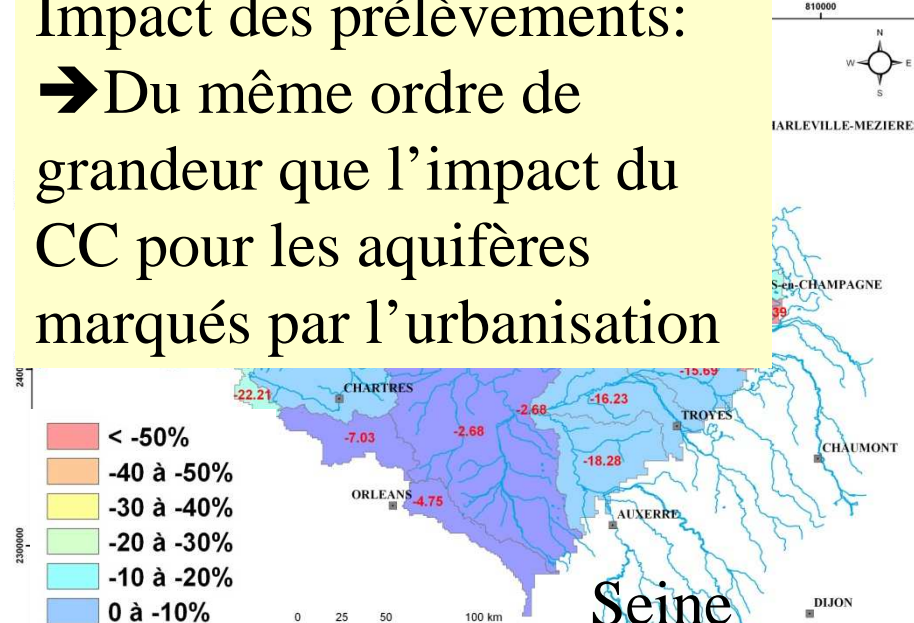 Impact des prélèvements:
➔Du même ordre de
grandeur que l’impact du
CC pour les aquifères
marqués par l’urbanisation
810000
N
W
E
S
S-en-CHAMPAGNE
39
2300000
-15.69
-22.21
CHARTRES
-16.23
-2.68
TROYES
-7.03
-2.68
-18.28
CHAUMONT
ORLEANS
-4.75
AUXERRE
< -50%
-40 à -50%
-30 à -40%
-20 à -30%
-10 à -20%
0 à -10%
0 25 50 100 km
Seine
DIJON